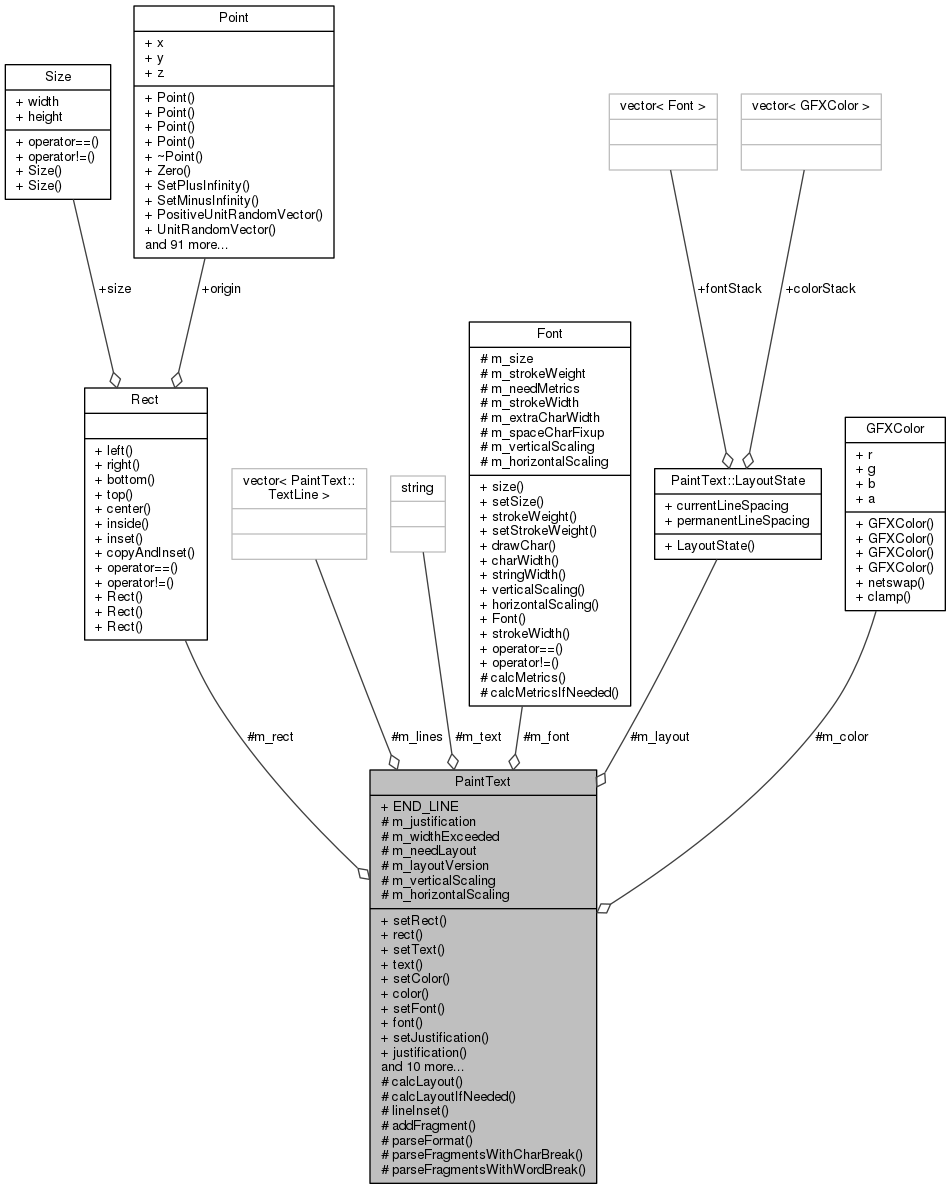 Point
+ x
+ y
+ z
+ Point()
+ Point()
+ Point()
+ Point()
+ ~Point()
+ Zero()
+ SetPlusInfinity()
+ SetMinusInfinity()
+ PositiveUnitRandomVector()
+ UnitRandomVector()
and 91 more...
Size
+ width
+ height
+ operator==()
+ operator!=()
+ Size()
+ Size()
vector< Font >
vector< GFXColor >
+size
+origin
+fontStack
+colorStack
Rect
+ left()
+ right()
+ bottom()
+ top()
+ center()
+ inside()
+ inset()
+ copyAndInset()
+ operator==()
+ operator!=()
+ Rect()
+ Rect()
+ Rect()
vector< PaintText::
TextLine >
string
Font
# m_size
# m_strokeWeight
# m_needMetrics
# m_strokeWidth
# m_extraCharWidth
# m_spaceCharFixup
# m_verticalScaling
# m_horizontalScaling
+ size()
+ setSize()
+ strokeWeight()
+ setStrokeWeight()
+ drawChar()
+ charWidth()
+ stringWidth()
+ verticalScaling()
+ horizontalScaling()
+ Font()
+ strokeWidth()
+ operator==()
+ operator!=()
# calcMetrics()
# calcMetricsIfNeeded()
PaintText::LayoutState
+ currentLineSpacing
+ permanentLineSpacing
+ LayoutState()
GFXColor
+ r
+ g
+ b
+ a
+ GFXColor()
+ GFXColor()
+ GFXColor()
+ GFXColor()
+ netswap()
+ clamp()
#m_rect
#m_lines
#m_text
#m_font
#m_layout
#m_color
PaintText
+ END_LINE
# m_justification
# m_widthExceeded
# m_needLayout
# m_layoutVersion
# m_verticalScaling
# m_horizontalScaling
+ setRect()
+ rect()
+ setText()
+ text()
+ setColor()
+ color()
+ setFont()
+ font()
+ setJustification()
+ justification()
and 10 more...
# calcLayout()
# calcLayoutIfNeeded()
# lineInset()
# addFragment()
# parseFormat()
# parseFragmentsWithCharBreak()
# parseFragmentsWithWordBreak()